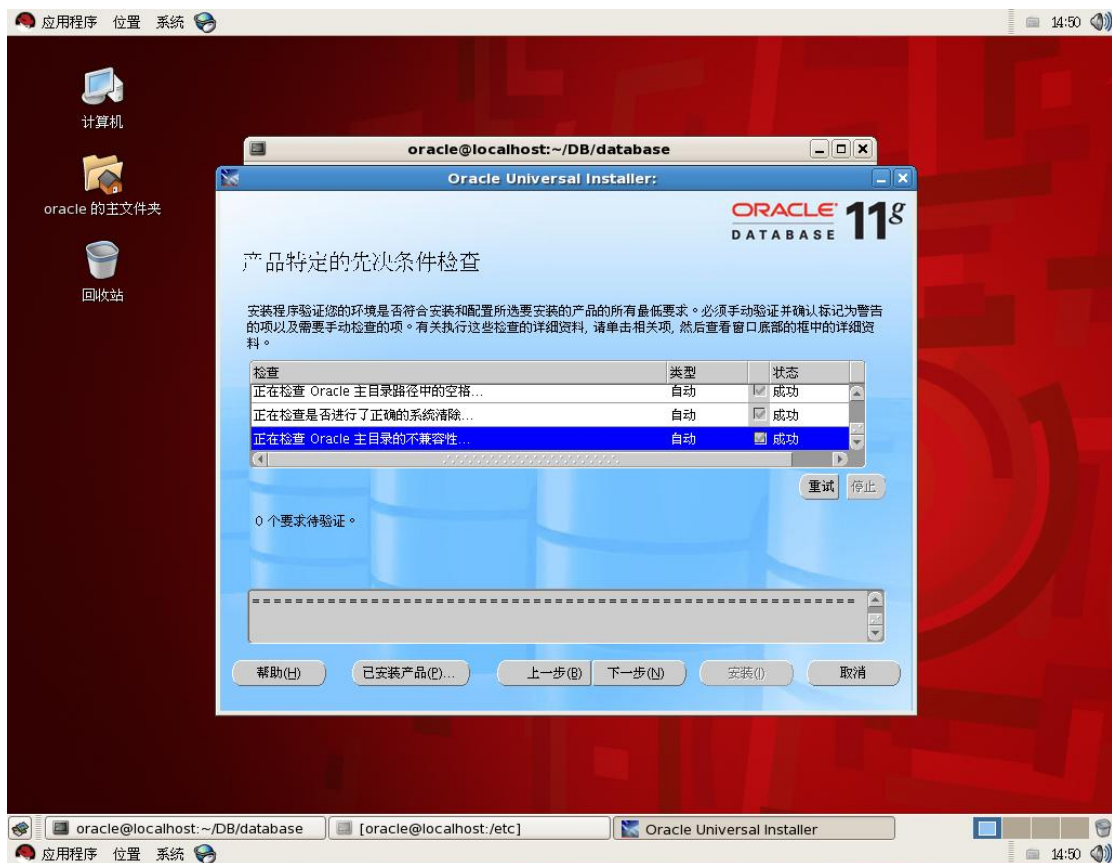 应用程序 位置 系统 14:50
计算机
oracle 的主文件夹
回收站
oracle@localhost:~/DB/database
Oracle Universal Installer:
ORACLE 11g
DATABASE
产品特定的先决条件检查
安装程序验证您的环境是否符合安装和配置所选要安装的产品的所有最低要求。必须手动验证并确认标记为警告
的项以及需要手动检查的项。有关执行这些检查的详细资料, 请单击相关项, 然后查看窗口底部的框中的详细资
料。
检查 类型 状态
正在检查 Oracle 主目录路径中的空格... 自动 成功
正在检查是否进行了正确的系统清除... 自动 成功
正在检查 Oracle 主目录的不兼容性... 自动 成功
重试 停止
0 个要求待验证。
帮助(H) 已安装产品(P)... 上一步(B) 下一步(N) 安装(I) 取消
oracle@localhost:~/DB/database [oracle@localhost:/etc] Oracle Universal Installer
应用程序 位置 系统 14:50